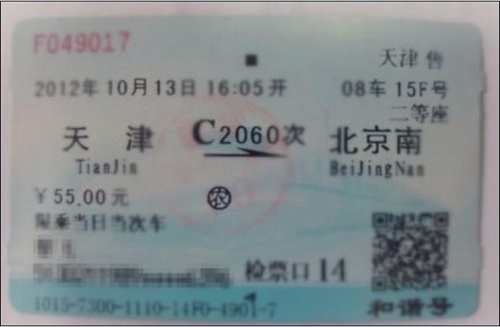 F049017
天津 售
2012年10月13日 16:05开 08车 15F号
二等座
天 津 C2060次 北京南
TianJin BeiJingNan
¥55.00元
农
限乘当日当次车
检票口14
1015-7300-1110-14F0-4901-7
和谐号